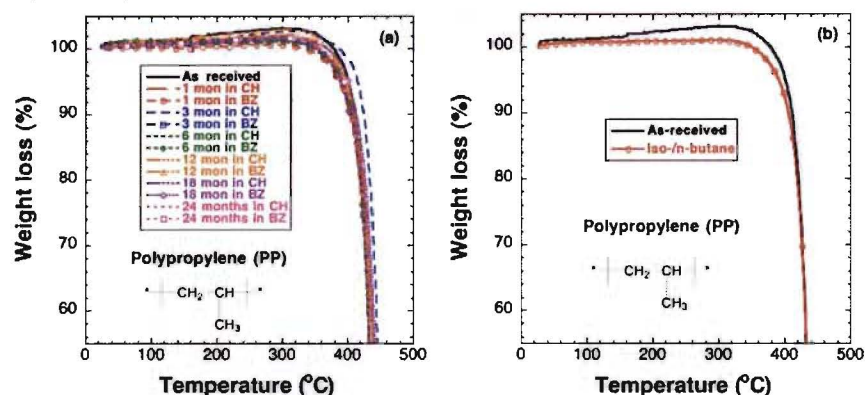 (a)
100
90
80
70
60
Weight loss (%)
As received
1 mon in CH
1 mon in BZ
3 mon in CH
3 mon in BZ
6 mon in CH
6 mon in BZ
12 mon in CH
12 mon in BZ
18 mon in CH
18 mon in BZ
24 months in CH
24 months in BZ
Polypropylene (PP)
* CH2 CH *
CH3
0 100 200 300 400 500
Temperature (°C)
(b)
100
90
80
70
60
Weight loss (%)
As-received
Iso-/n-butane
Polypropylene (PP)
* CH2 CH *
CH3
0 100 200 300 400 500
Temperature (°C)